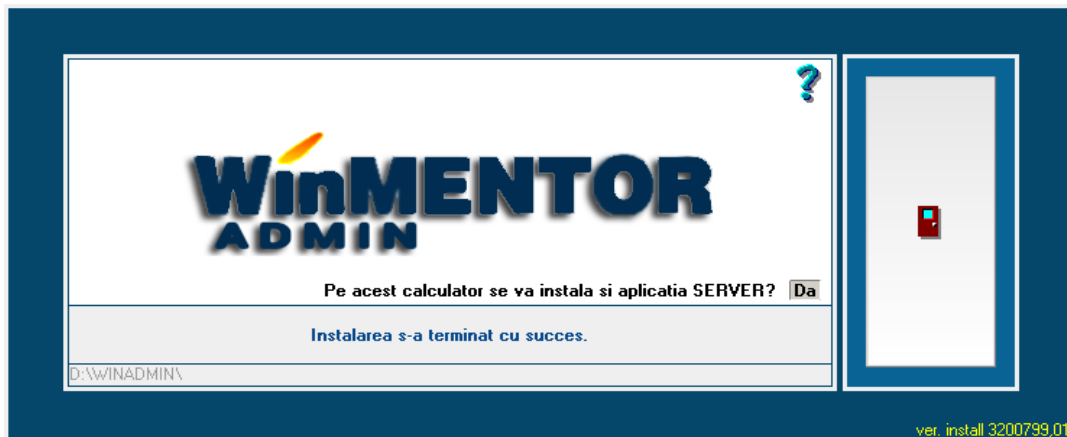 ?
WinMENTOR
ADMIN
Pe acest calculator se va instala si aplicatia SERVER? Da
Instalarea s-a terminat cu succes.
D:\WINADMIN\
ver. install 3200799,01